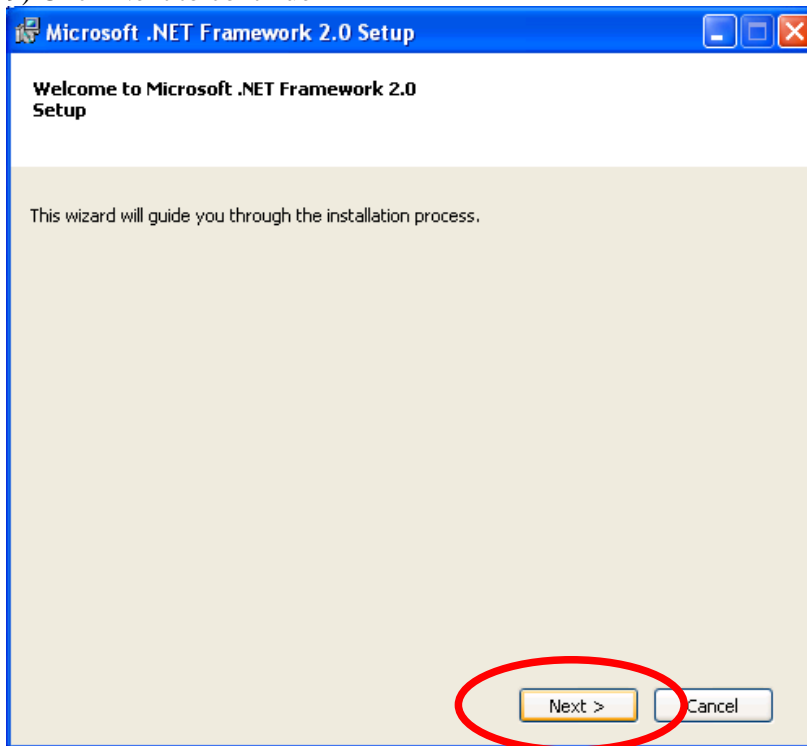 Microsoft .NET Framework 2.0 Setup
Welcome to Microsoft .NET Framework 2.0
Setup
This wizard will guide you through the installation process.
Next >
Cancel